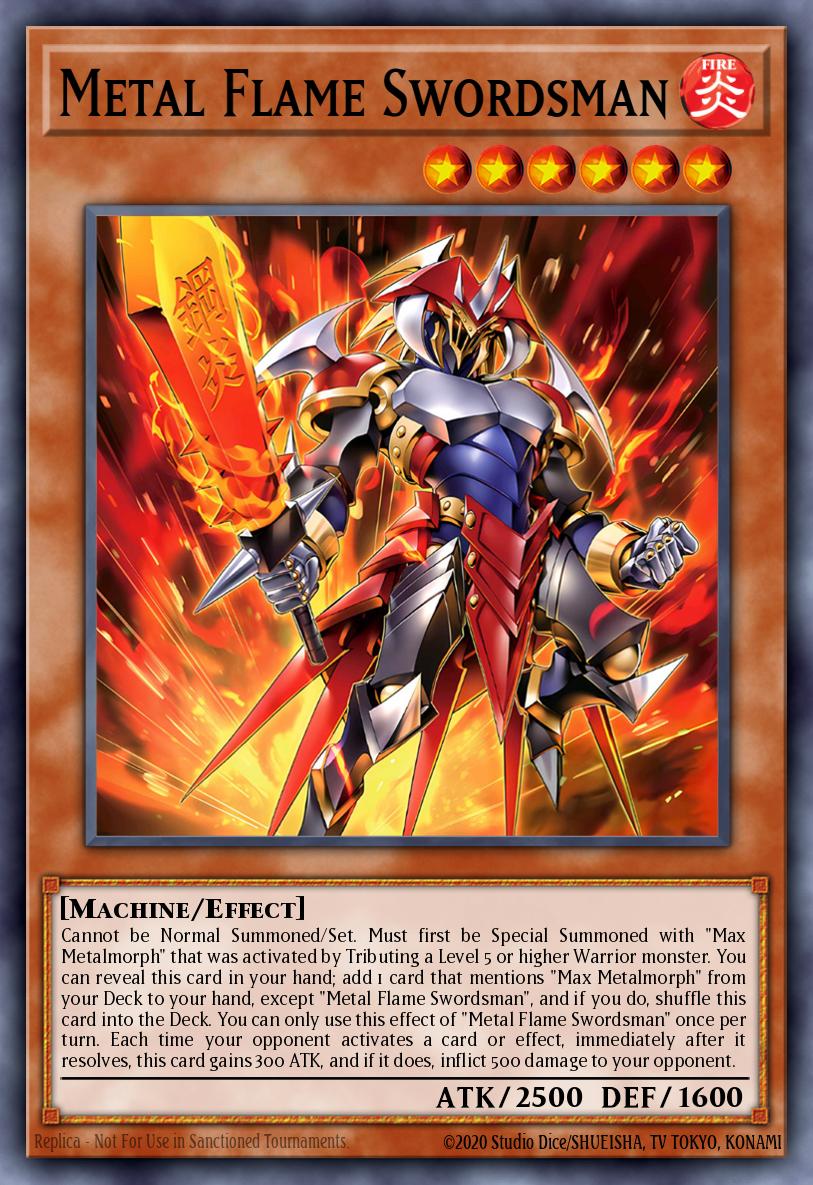 Metal Flame Swordsman
FIRE
炎
鋼
炎
[Machine/Effect]
Cannot be Normal Summoned/Set. Must first be Special Summoned with "Max
Metalmorph" that was activated by Tributing a Level 5 or higher Warrior monster. You
can reveal this card in your hand; add 1 card that mentions "Max Metalmorph" from
your Deck to your hand, except "Metal Flame Swordsman", and if you do, shuffle this
card into the Deck. You can only use this effect of "Metal Flame Swordsman" once per
turn. Each time your opponent activates a card or effect, immediately after it
resolves, this card gains 300 ATK, and if it does, inflict 500 damage to your opponent.
ATK/2500 DEF/1600
Replica - Not For Use in Sanctioned Tournaments.
©2020 Studio Dice/SHUEISHA, TV TOKYO, KONAMI